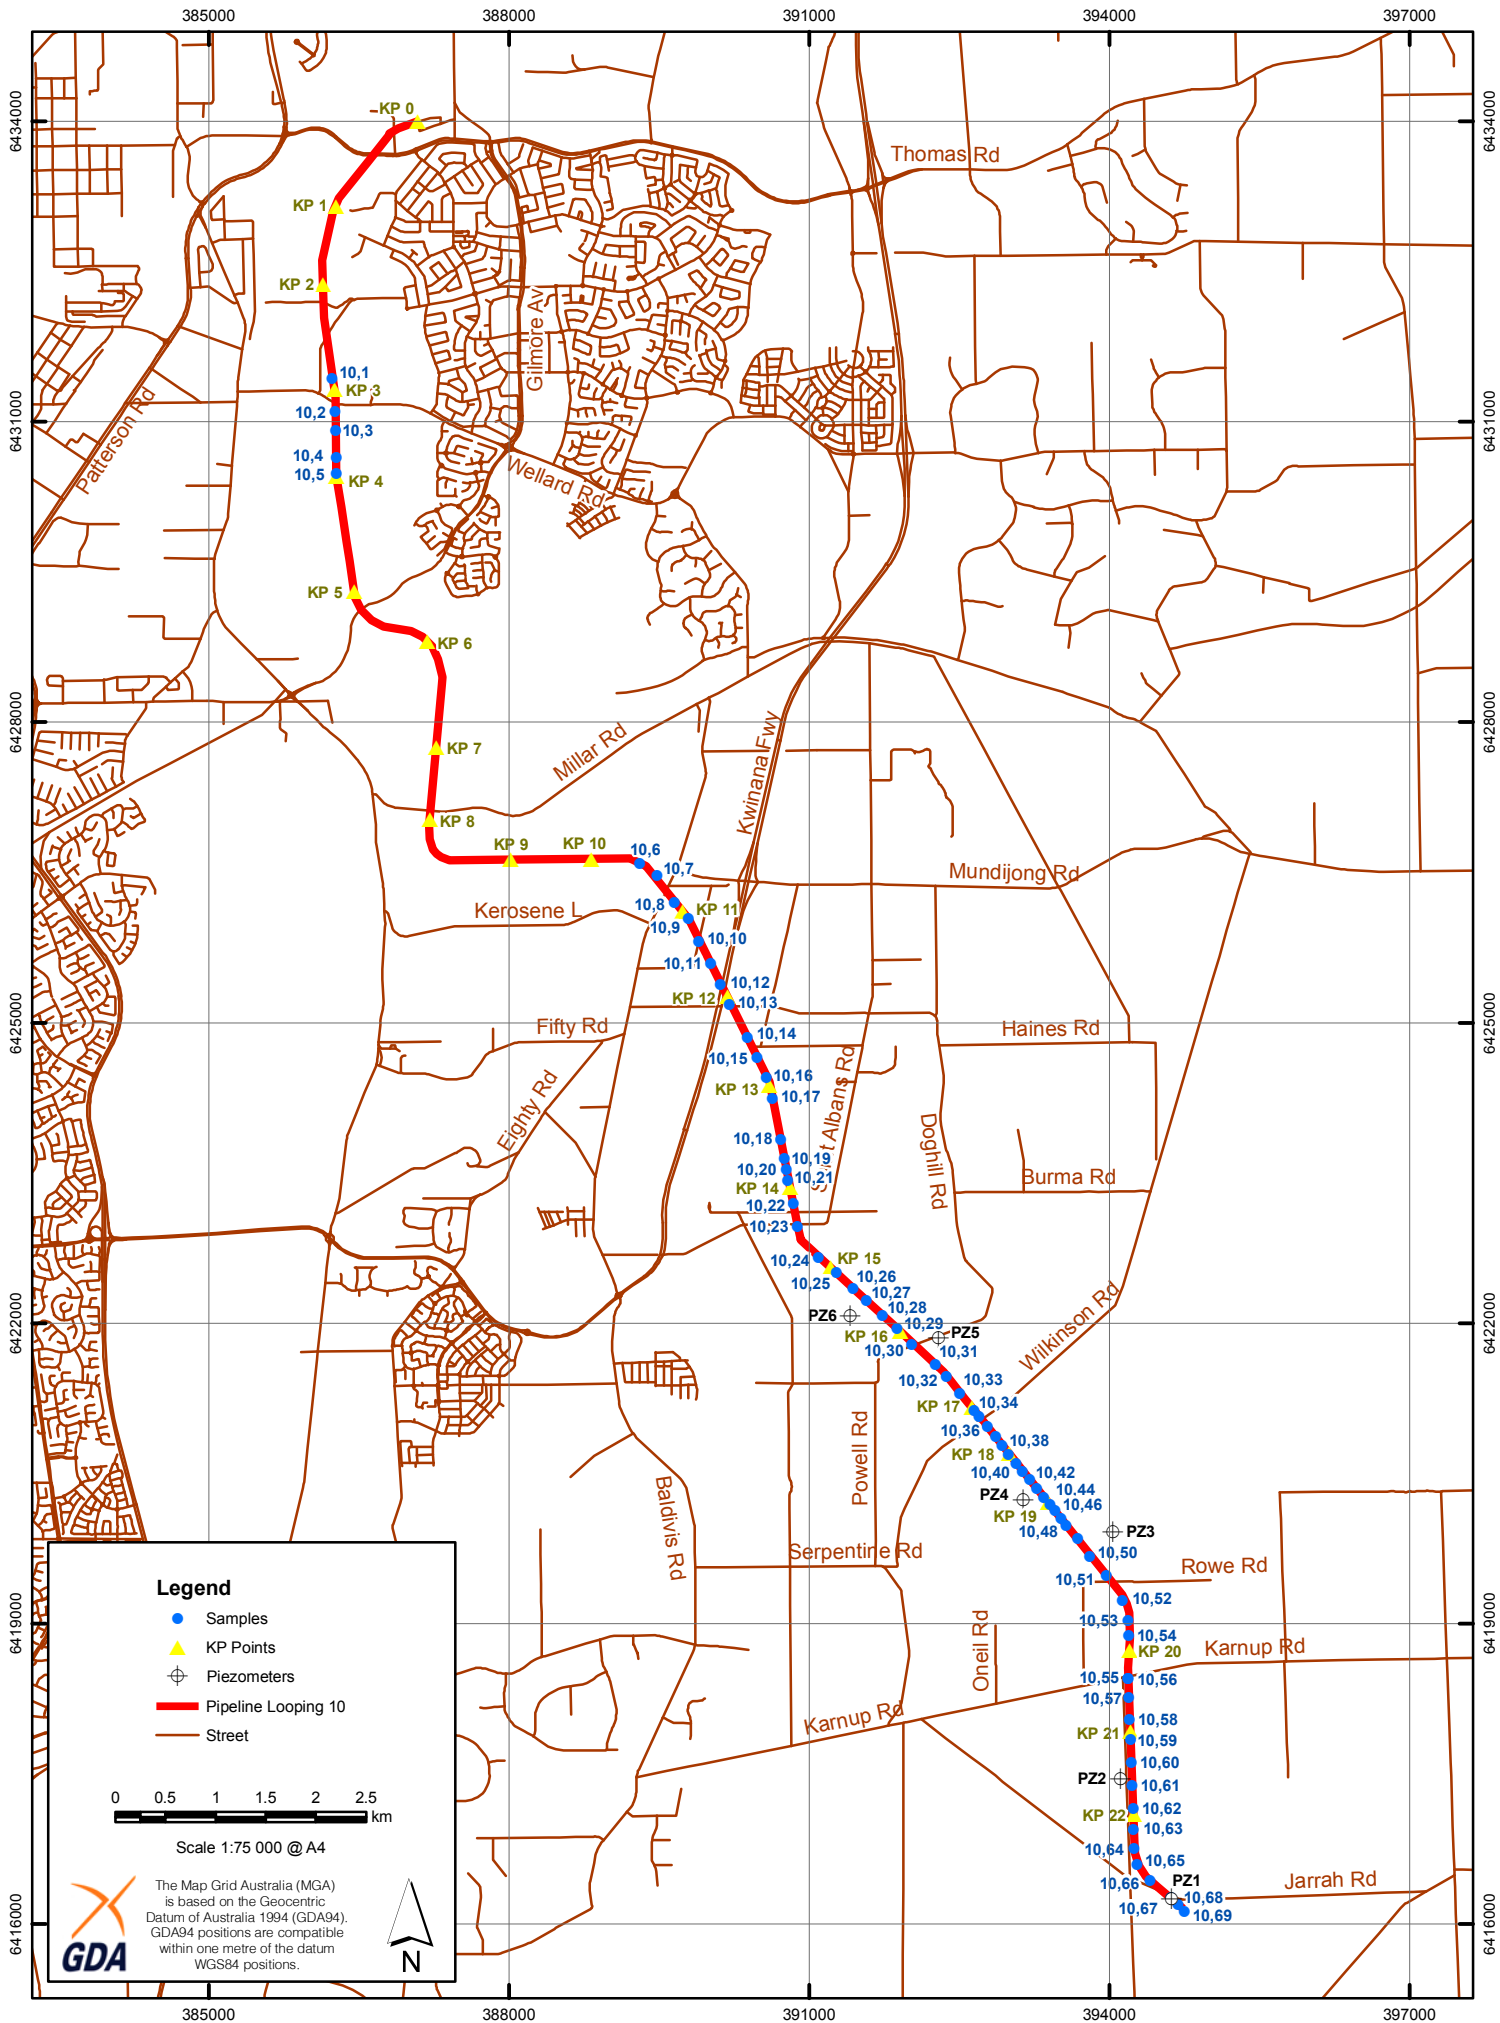 385000
388000
391000
394000
397000
6434000
6434000
KP 0
Thomas Rd
KP 1
KP 2
Gilmore Av
10,1
KP 3
10,2
10,3
Patterson Rd
6431000
6431000
10,4
10,5
KP 4
Wellard Rd
KP 5
KP 6
6428000
6428000
KP 7
Millar Rd
Kwinana Fwy
KP 8
KP 9
KP 10
10,6
10,7
Mundijong Rd
Kerosene L
10,8
KP 11
10,9
10,10
10,11
10,12
KP 12
10,13
6425000
6425000
Fifty Rd
Haines Rd
10,14
10,15
10,16
KP 13
10,17
Eighty Rd
t Albans Rd
Doghill Rd
10,18
10,19
10,20
10,21
KP 14
Burma Rd
10,22
10,23
10,24
KP 15
10,25
10,26
10,27
PZ6
10,28
6422000
6422000
10,29
KP 16
PZ5
10,30
10,31
Wilkinson Rd
10,32
10,33
KP 17
10,34
10,36
10,38
KP 18
Powell Rd
10,40
10,42
10,44
PZ4
10,46
KP 19
10,48
PZ3
Baldivis Rd
Serpentine Rd
10,50
Rowe Rd
10,51
10,52
10,53
6419000
6419000
10,54
Oneil Rd
KP 20
Karnup Rd
10,55
10,56
10,57
Karnup Rd
10,58
KP 21
10,59
10,60
PZ2
10,61
10,62
KP 22
10,63
10,64
10,65
10,66
PZ1
Jarrah Rd
10,67
10,68
10,69
6416000
6416000
Legend
Samples
KP Points
Piezometers
Pipeline Looping 10
Street
0 0.5 1 1.5 2 2.5
km
Scale 1:75 000 @ A4
The Map Grid Australia (MGA)
is based on the Geocentric
Datum of Australia 1994 (GDA94).
GDA94 positions are compatible
within one metre of the datum
WGS84 positions.
GDA
N
385000
388000
391000
394000
397000